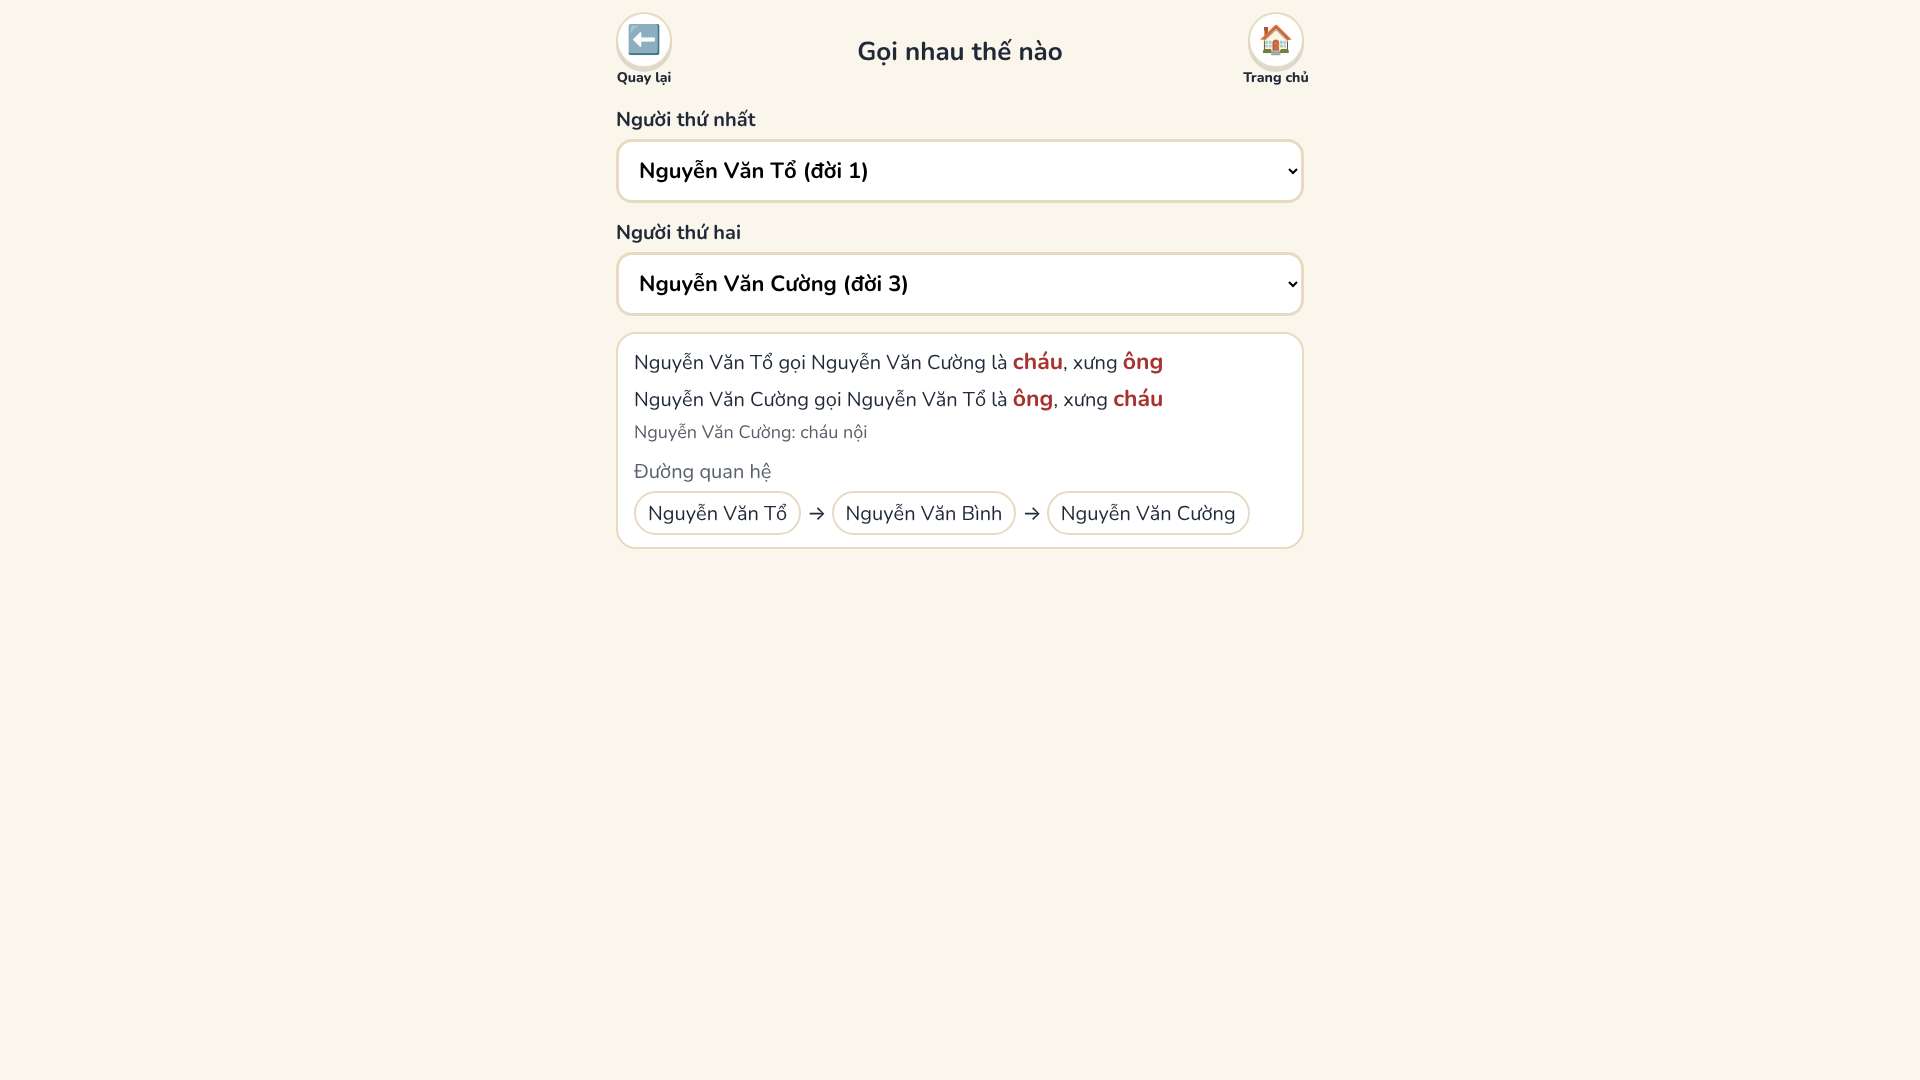 Gọi nhau thế nào
Quay lại
Trang chủ
Người thứ nhất
Nguyễn Văn Tổ (đời 1)
Người thứ hai
Nguyễn Văn Cường (đời 3)
Nguyễn Văn Tổ gọi Nguyễn Văn Cường là cháu, xưng ông
Nguyễn Văn Cường gọi Nguyễn Văn Tổ là ông, xưng cháu
Nguyễn Văn Cường: cháu nội
Đường quan hệ
Nguyễn Văn Tổ → Nguyễn Văn Bình → Nguyễn Văn Cường